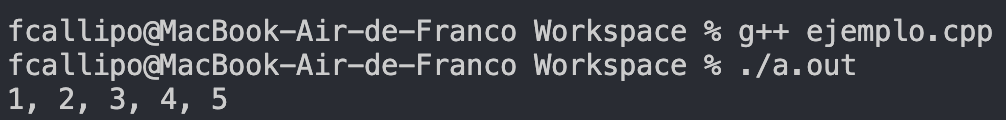 fcallipo@MacBook-Air-de-Franco Workspace % g++ ejemplo.cpp
fcallipo@MacBook-Air-de-Franco Workspace % ./a.out
1, 2, 3, 4, 5